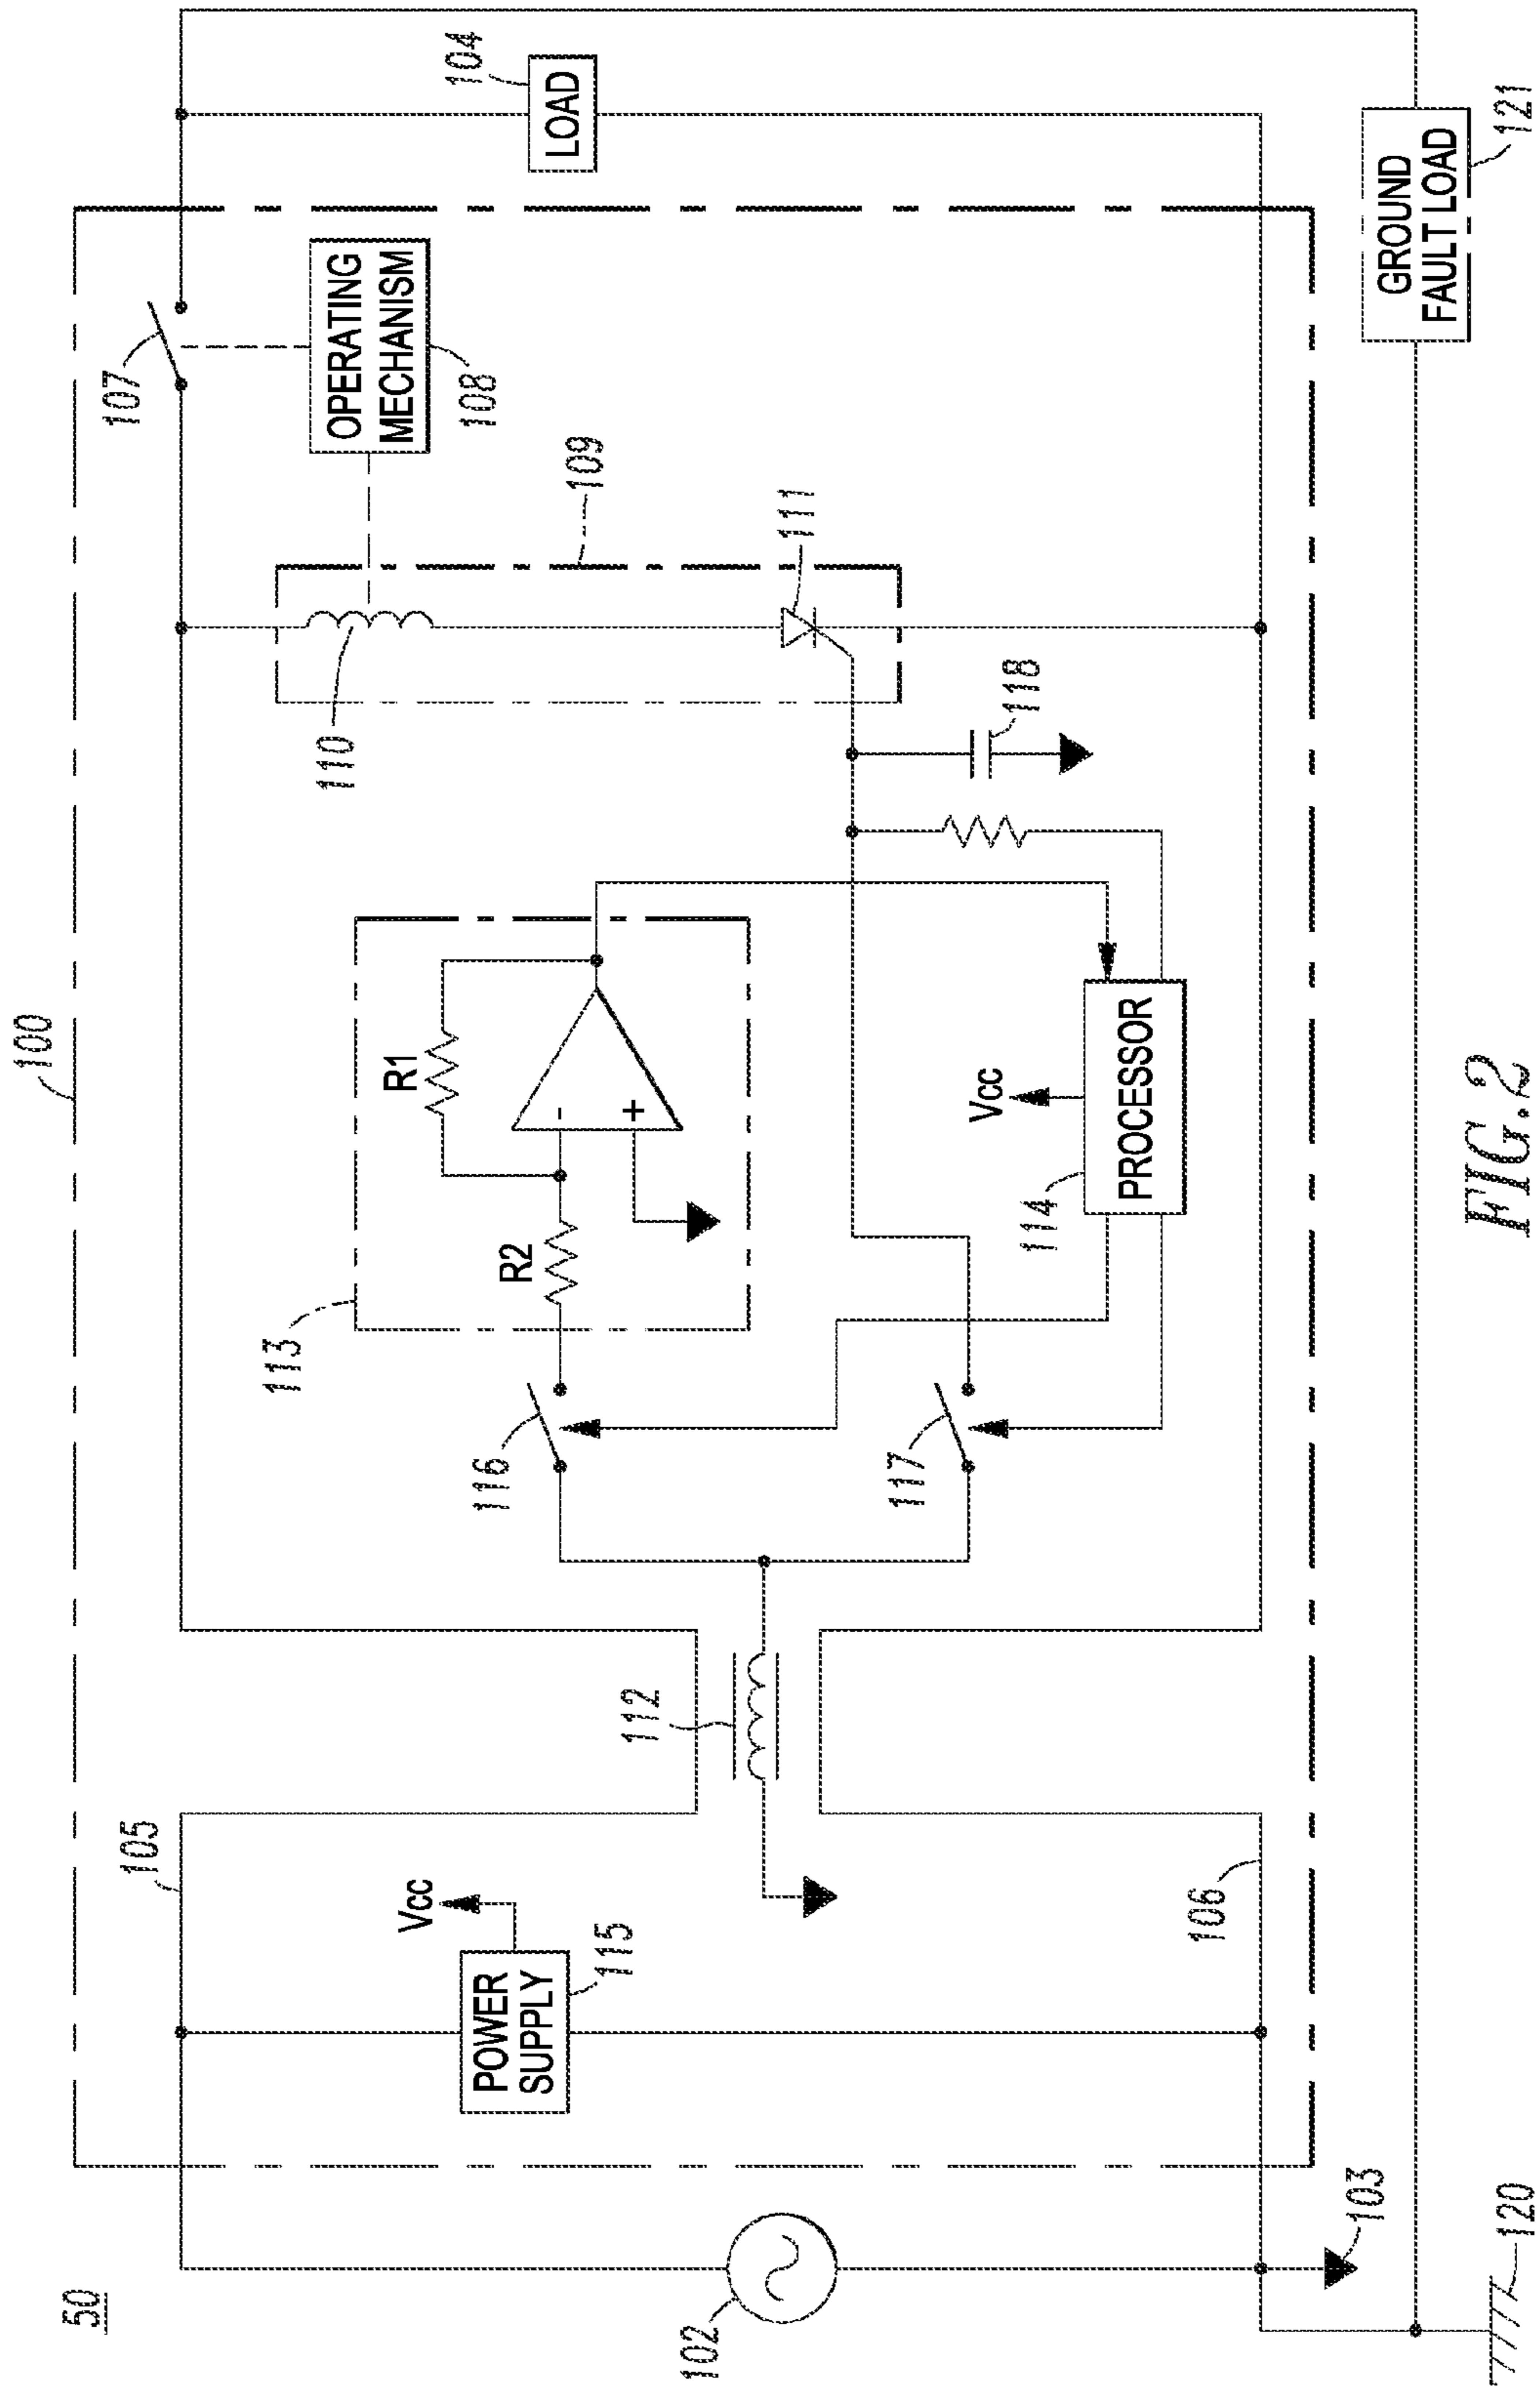 50
100
102
103
120
105
106
POWER
SUPPLY
115
Vcc
112
116
117
113
R2
R1
-
+
114
PROCESSOR
Vcc
118
110
111
109
107
OPERATING
MECHANISM
108
LOAD
104
GROUND
FAULT LOAD
121
FIG.2